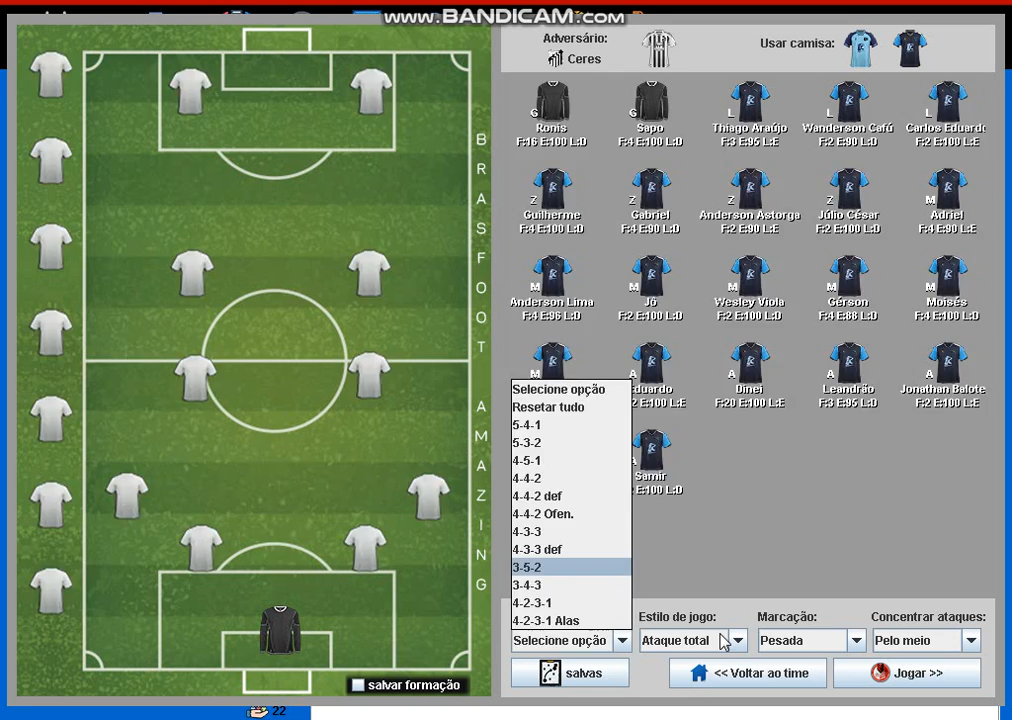 www.BANDICAM.com
Adversário:
Ceres
Usar camisa:
BRASFOOT AMAZING
G
Ronis
F:16 E:100 L:D
G
Sapo
F:4 E:100 L:D
L
Thiago Araújo
F:3 E:95 L:E
L
Wanderson Cafú
F:2 E:90 L:D
L
Carlos Eduardo
F:2 E:100 L:E
Z
Guilherme
F:4 E:100 L:D
Z
Gabriel
F:4 E:90 L:D
Z
Anderson Astorga
F:2 E:90 L:E
Z
Júlio César
F:2 E:100 L:D
M
Adriel
F:4 E:90 L:E
M
Anderson Lima
F:4 E:96 L:D
M
Jô
F:2 E:100 L:D
M
Wesley Viola
F:2 E:100 L:D
M
Gérson
F:4 E:88 L:D
M
Moisés
F:4 E:100 L:D
M
A
Eduardo
2 E:100 L:E
A
Dinei
F:20 E:100 L:E
A
Leandrão
F:3 E:95 L:D
A
Jonathan Balote
F:2 E:100 L:E
A
Samir
E:100 L:D
Selecione opção
Resetar tudo
5-4-1
5-3-2
4-5-1
4-4-2
4-4-2 def
4-4-2 Ofen.
4-3-3
4-3-3 def
3-5-2
3-4-3
4-2-3-1
4-2-3-1 Alas
Estilo de jogo:
Marcação:
Concentrar ataques:
Selecione opção
Ataque total
Pesada
Pelo meio
salvas
<< Voltar ao time
Jogar >>
salvar formação
22